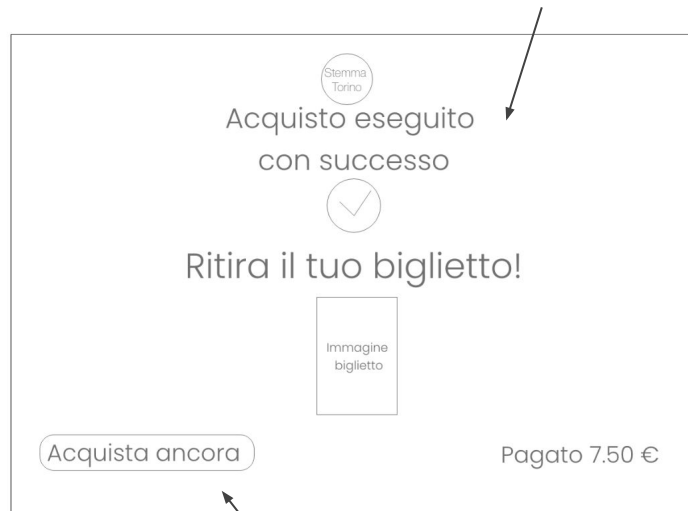 Stemma
Torino
Acquisto eseguito
con successo
Ritira il tuo biglietto!
Immagine
biglietto
Acquista ancora
Pagato 7.50 €